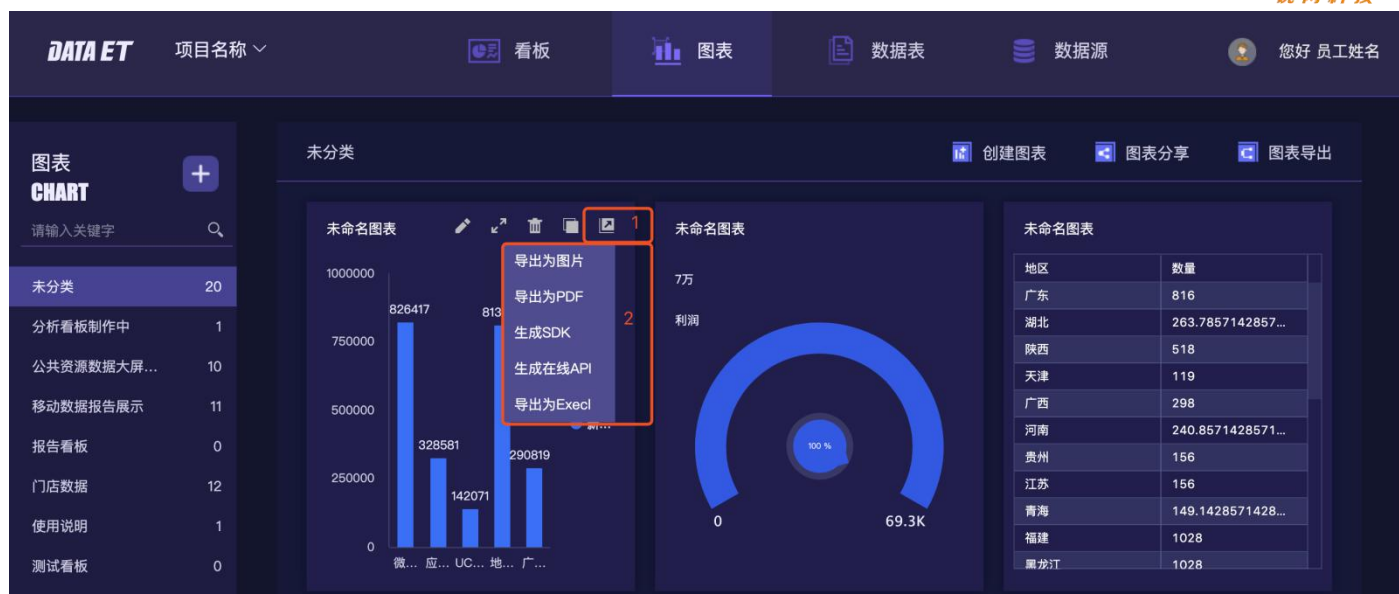 DATA ET 项目名称 看板 图表 数据表 数据源 您好 员工姓名
图表
CHART
请输入关键字
未分类 20
分析看板制作中 1
公共资源数据大屏... 10
移动数据报告展示 11
报告看板 0
门店数据 12
使用说明 1
测试看板 0
未分类 创建图表 图表分享 图表导出
未命名图表 1
导出为图片
导出为PDF
生成SDK
生成在线API
导出为Execl
2
1000000
750000
500000
250000
0
826417
328581
142071
813
290819
微... 应... UC... 地... 广...
未命名图表
7万
利润
100 %
0 69.3K
未命名图表
地区 数量
广东 816
湖北 263.7857142857...
陕西 518
天津 119
广西 298
河南 240.8571428571...
贵州 156
江苏 156
青海 149.1428571428...
福建 1028
黑龙江 1028